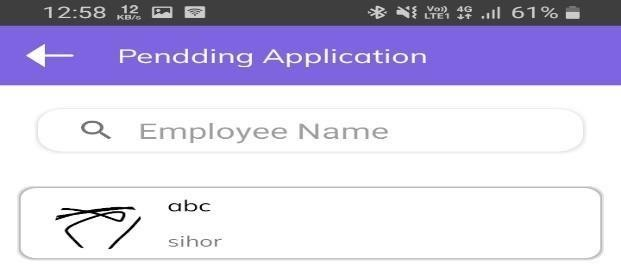 12:58 12 KB/s Vo)) LTE1 4G 61%
Pendding Application
Employee Name
abc
sihor